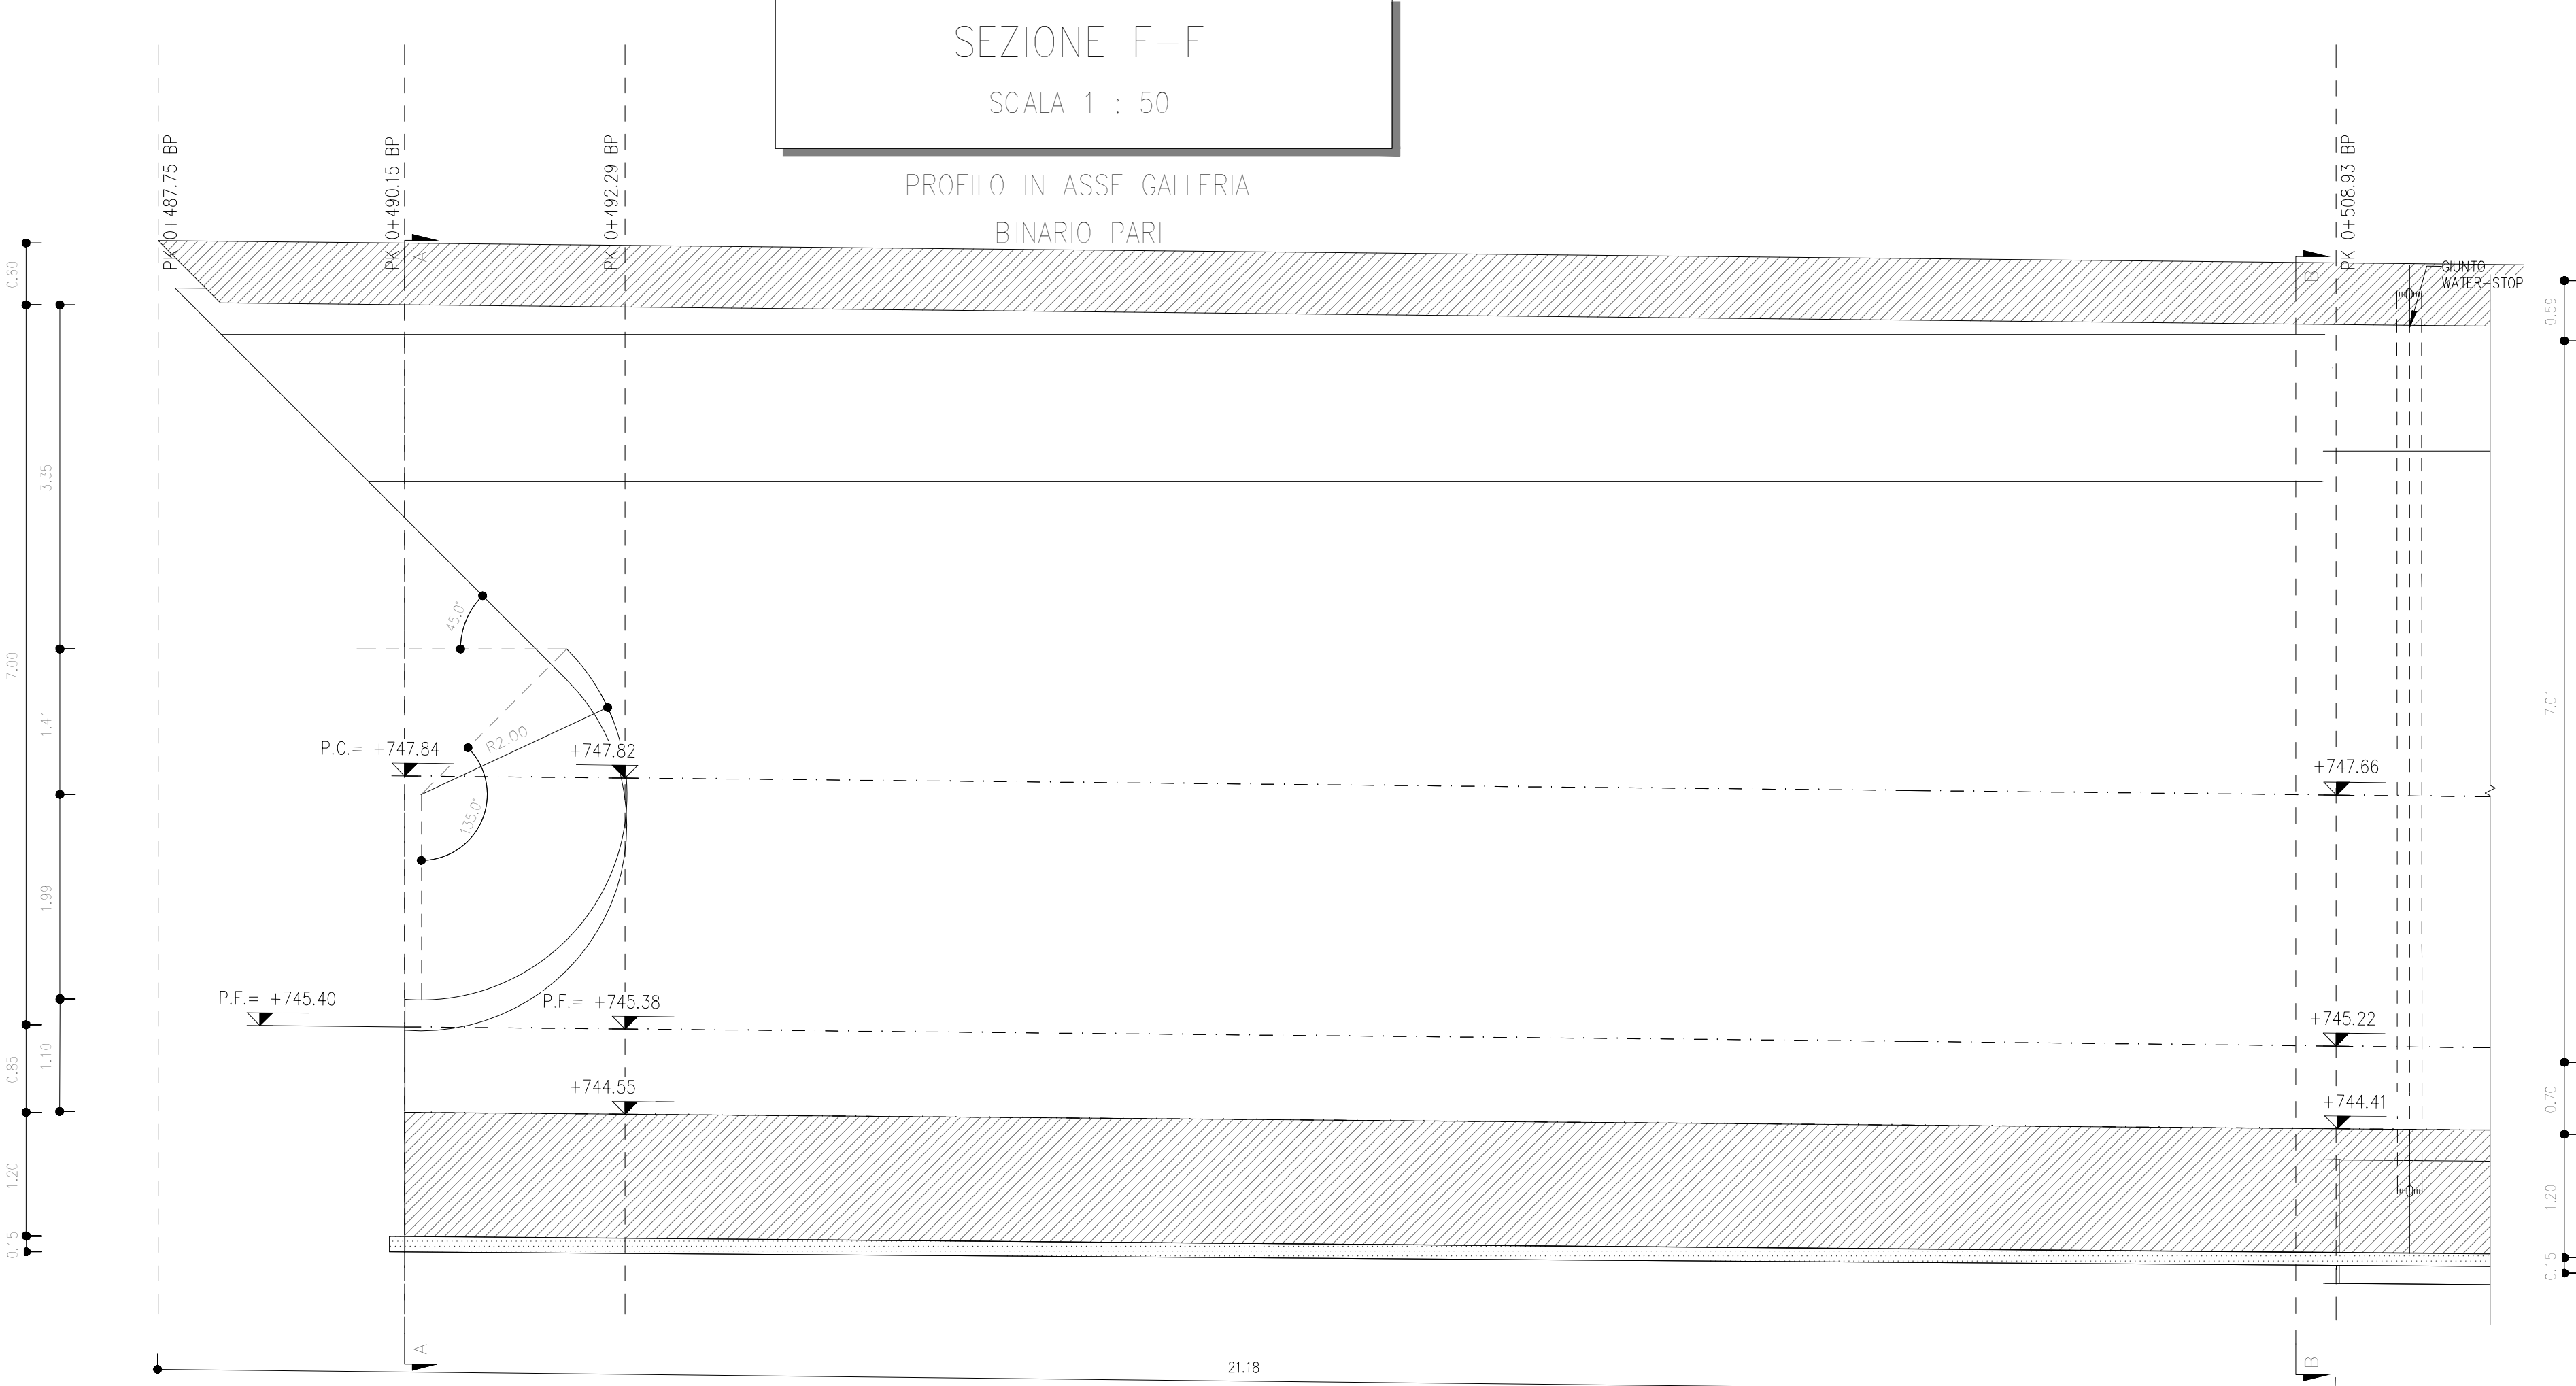 SEZIONE F-F
SCALA 1 : 50
PROFILO IN ASSE GALLERIA
BINARIO PARI
PK 0+487.75 BP
PK 0+490.15 BP
PK 0+492.29 BP
PK 0+508.93 BP
A
B
GIUNTO
WATER-STOP
0.60
3.35
7.00
1.41
1.99
0.85
1.10
1.20
0.15
0.59
7.01
0.70
1.20
0.15
45.0°
R2.00
135.0°
P.C.= +747.84
+747.82
+747.66
P.F.= +745.40
P.F.= +745.38
+745.22
+744.55
+744.41
A
B
21.18